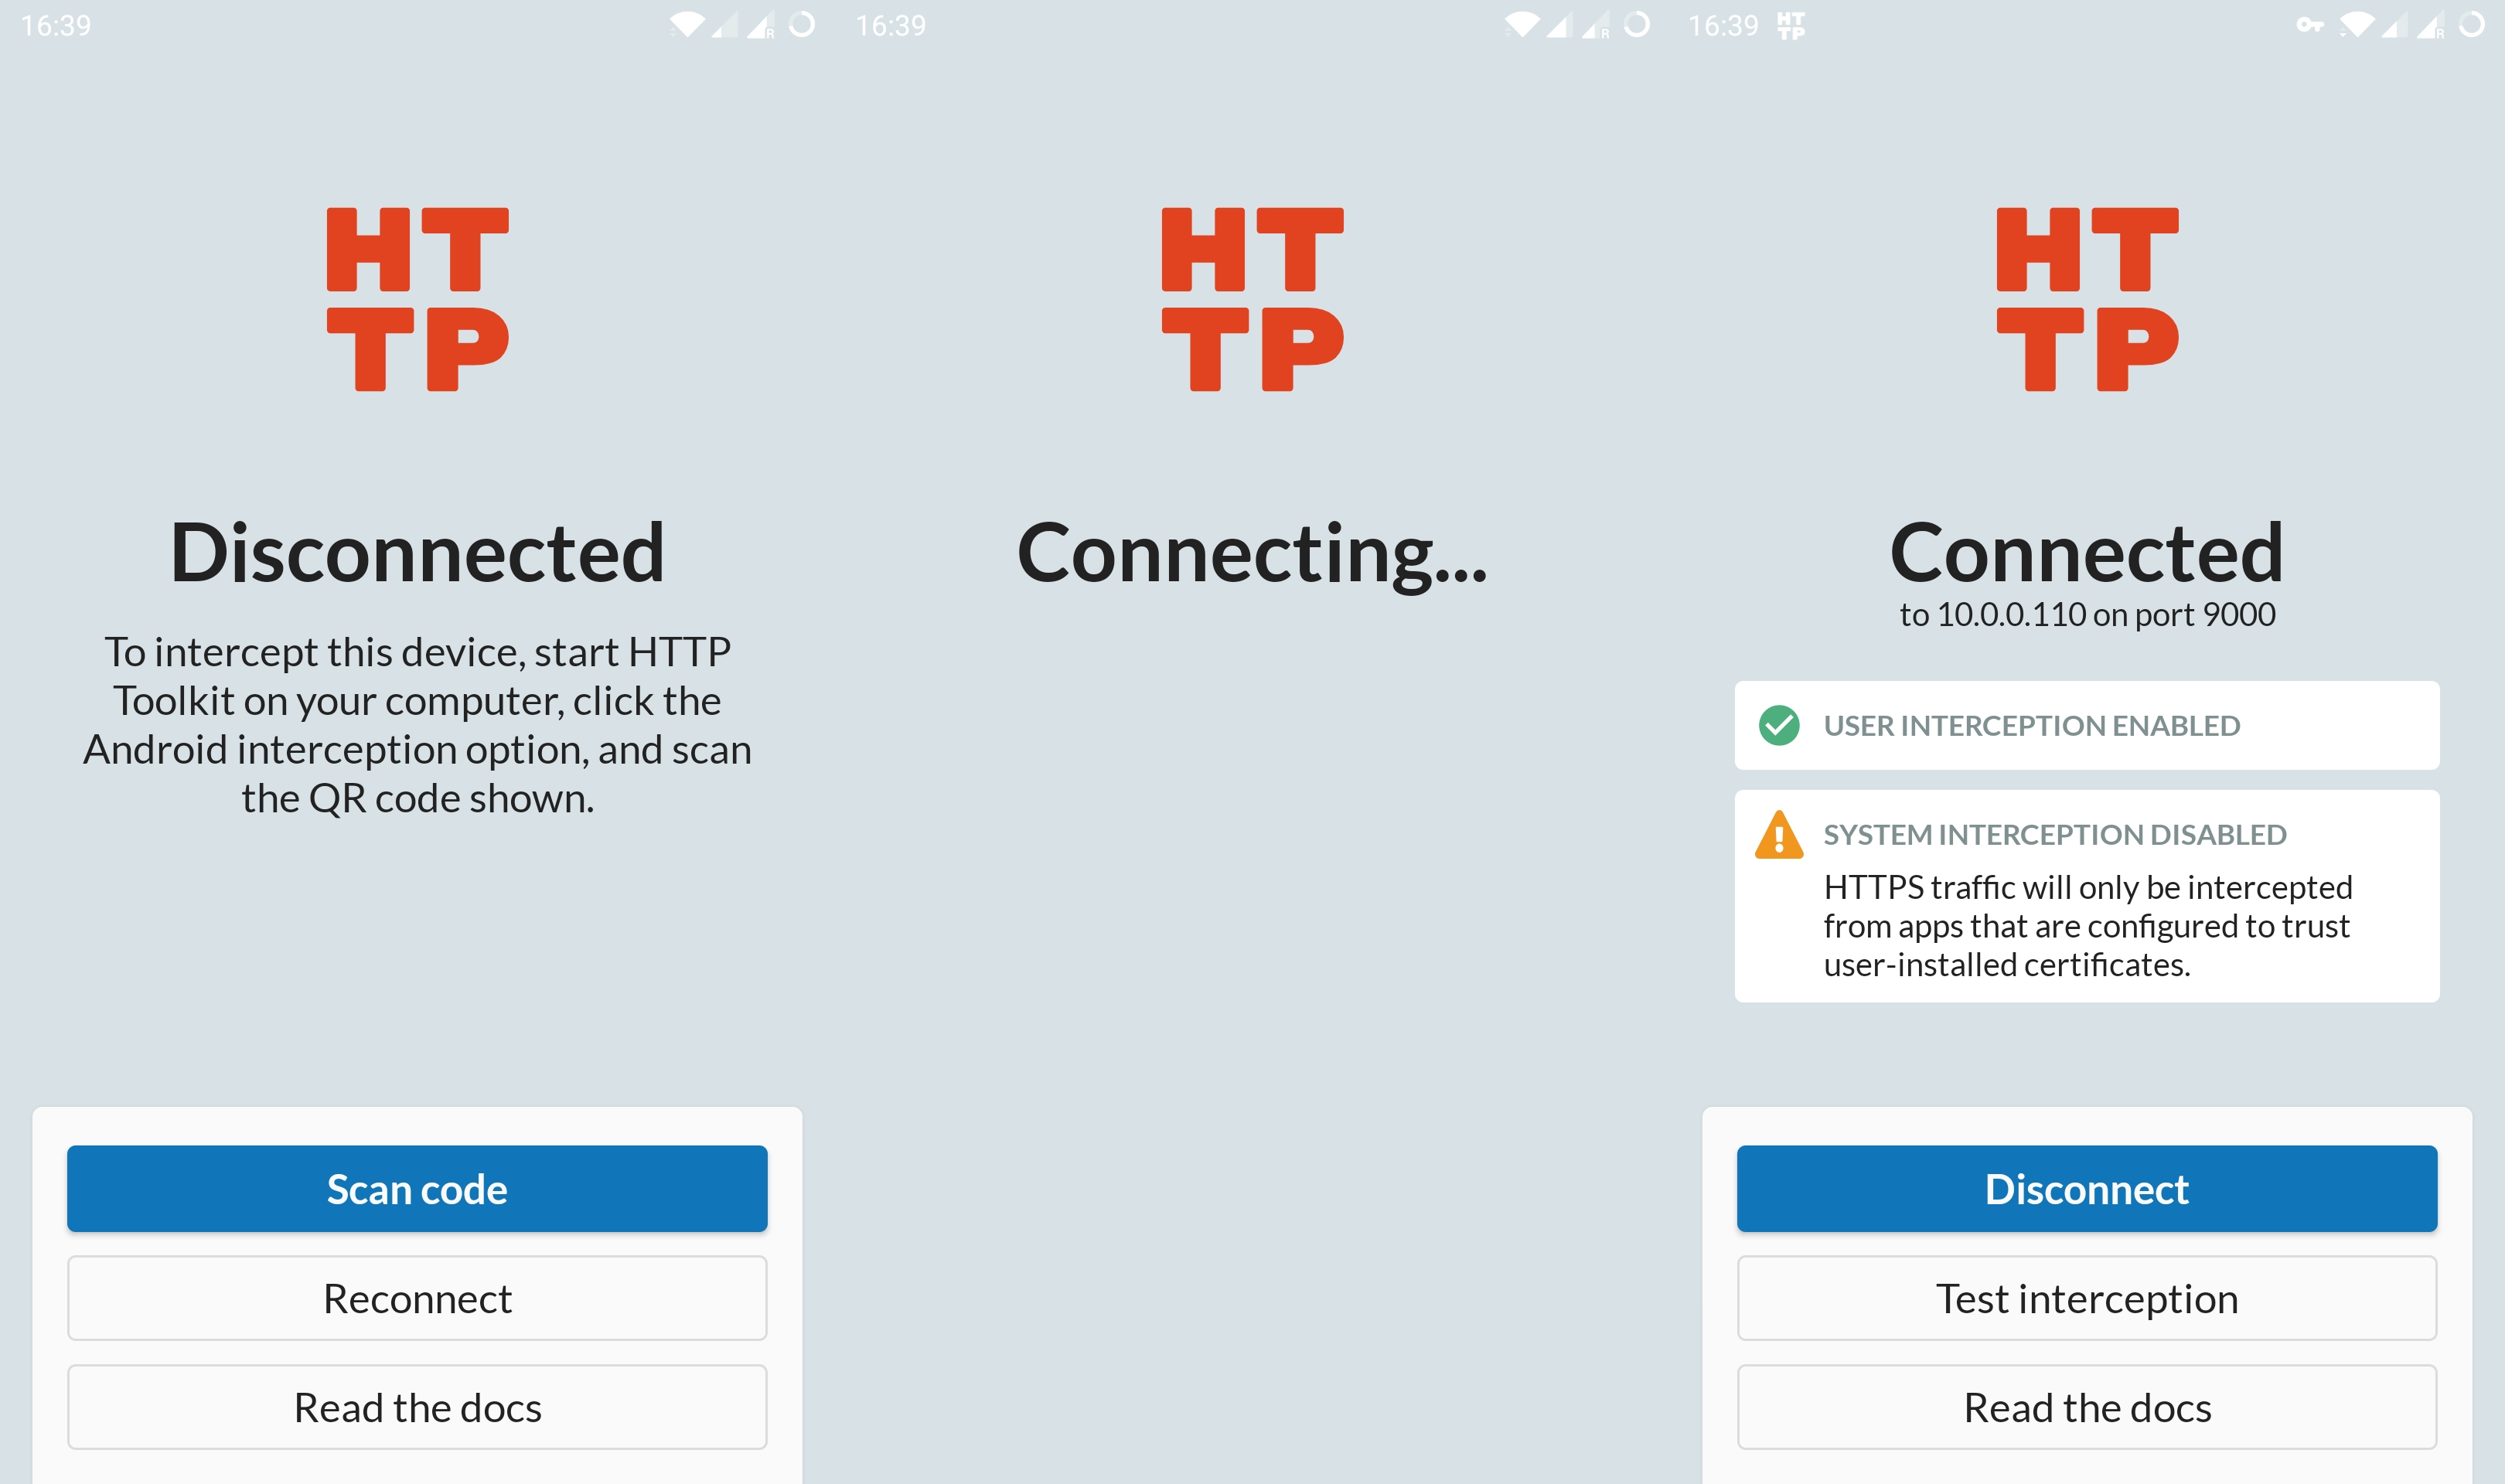 16:39
R
HT
TP
Disconnected
To intercept this device, start HTTP
Toolkit on your computer, click the
Android interception option, and scan
the QR code shown.
Scan code
Reconnect
Read the docs
16:39
R
HT
TP
Connecting...
16:39
HT
TP
R
HT
TP
Connected
to 10.0.0.110 on port 9000
USER INTERCEPTION ENABLED
SYSTEM INTERCEPTION DISABLED
HTTPS traffic will only be intercepted
from apps that are configured to trust
user-installed certificates.
Disconnect
Test interception
Read the docs